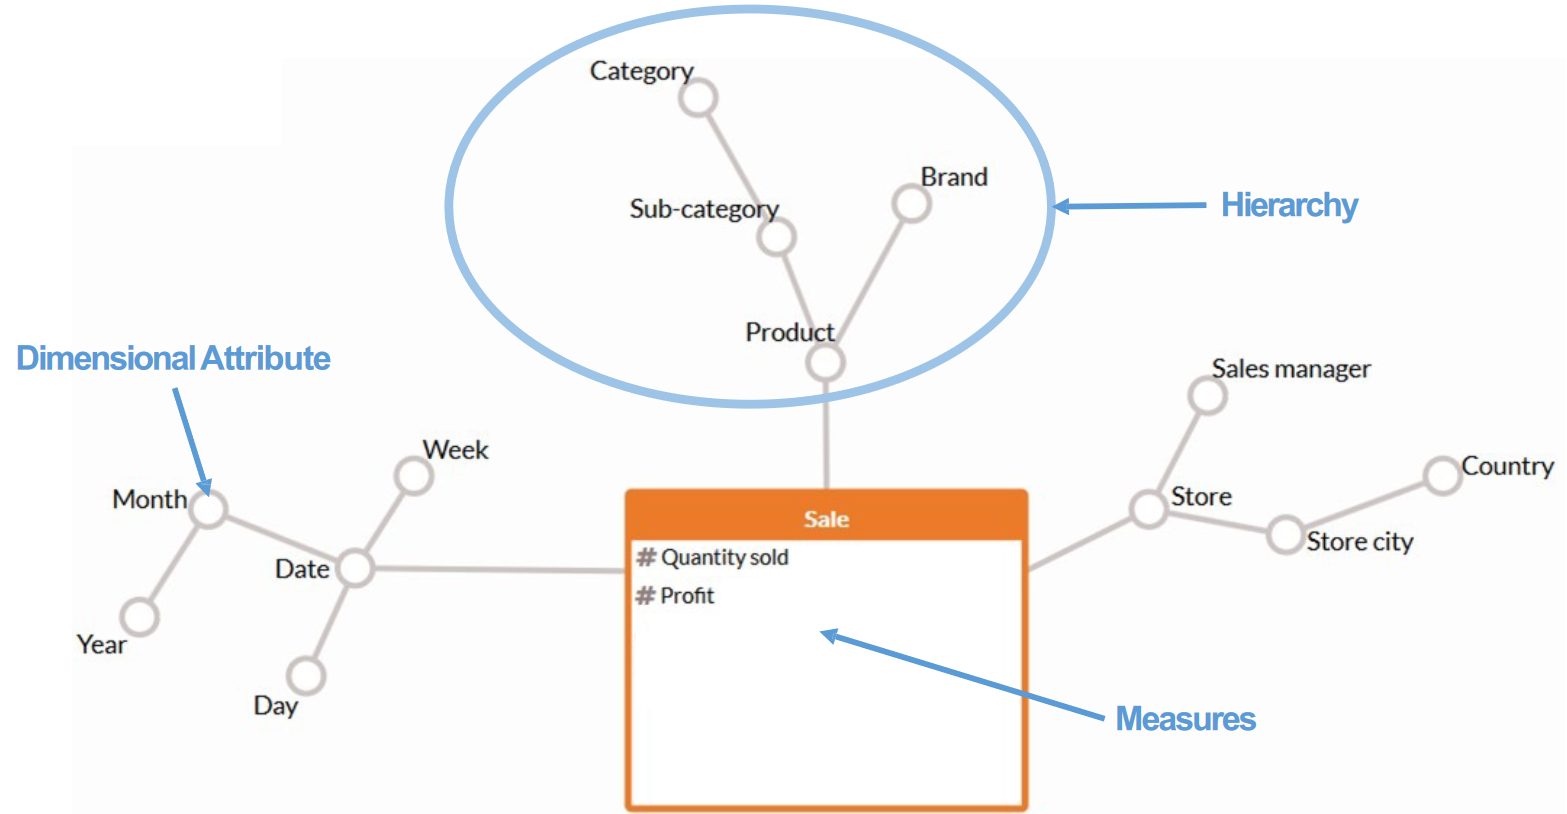 Category
Brand
Sub-category
Hierarchy
Product
Dimensional Attribute
Sales manager
Week
Country
Month
Store
Sale
Store city
# Quantity sold
Date
# Profit
Year
Day
Measures